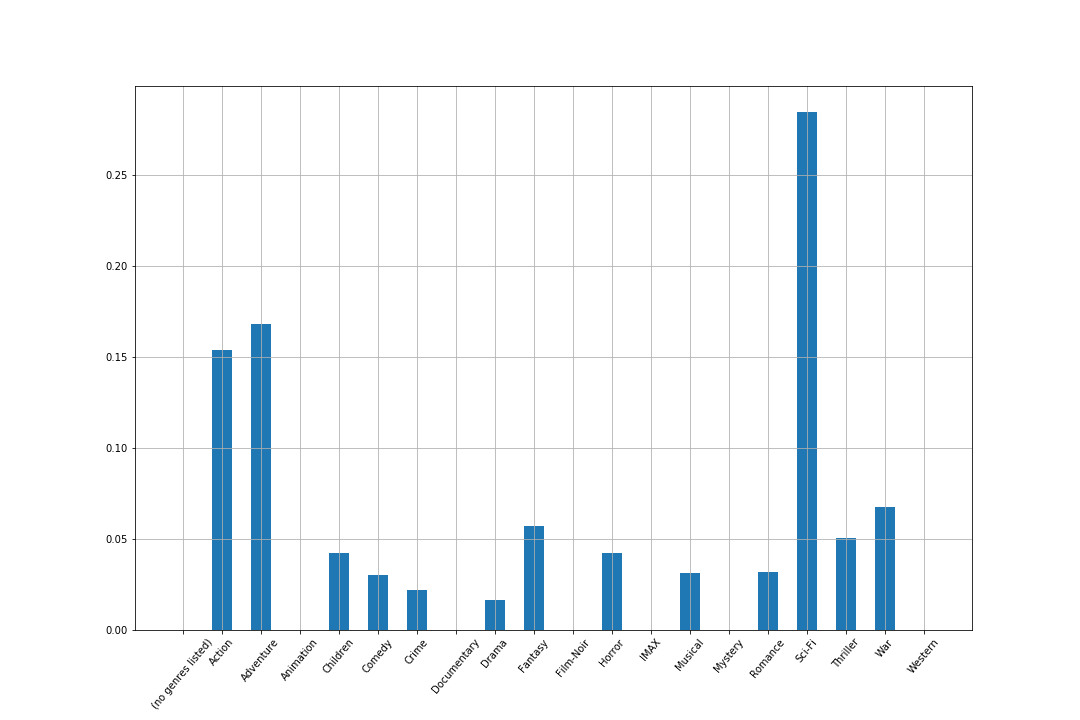 0.25
0.20
0.15
0.10
0.05
0.00
(no genres listed)
Action
Adventure
Animation
Children
Comedy
Crime
Documentary
Drama
Fantasy
Film-Noir
Horror
IMAX
Musical
Mystery
Romance
Sci-Fi
Thriller
War
Western